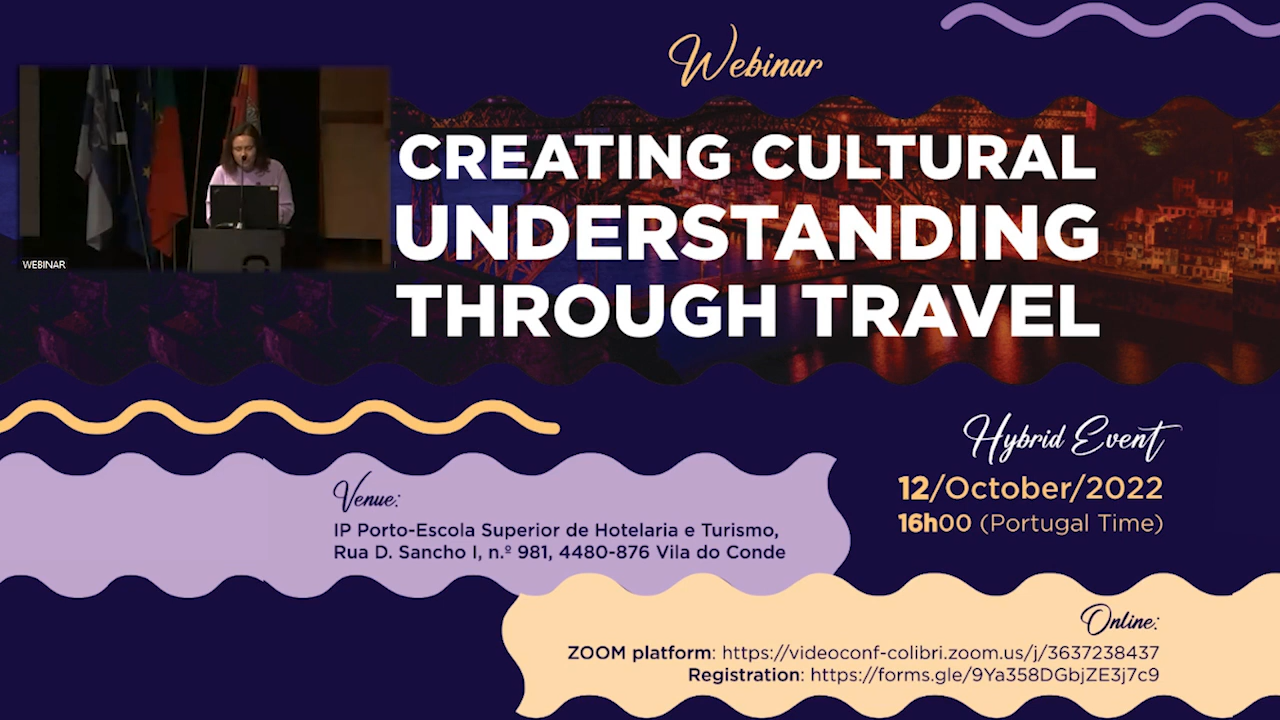 Webinar
CREATING CULTURAL
UNDERSTANDING
THROUGH TRAVEL
WEBINAR
Hybrid Event
12/October/2022
16h00 (Portugal Time)
Venue:
IP Porto-Escola Superior de Hotelaria e Turismo,
Rua D. Sancho I, n.º 981, 4480-876 Vila do Conde
Online:
ZOOM platform: https://videoconf-colibri.zoom.us/j/3637238437
Registration: https://forms.gle/9Ya358DGbjZE3j7c9